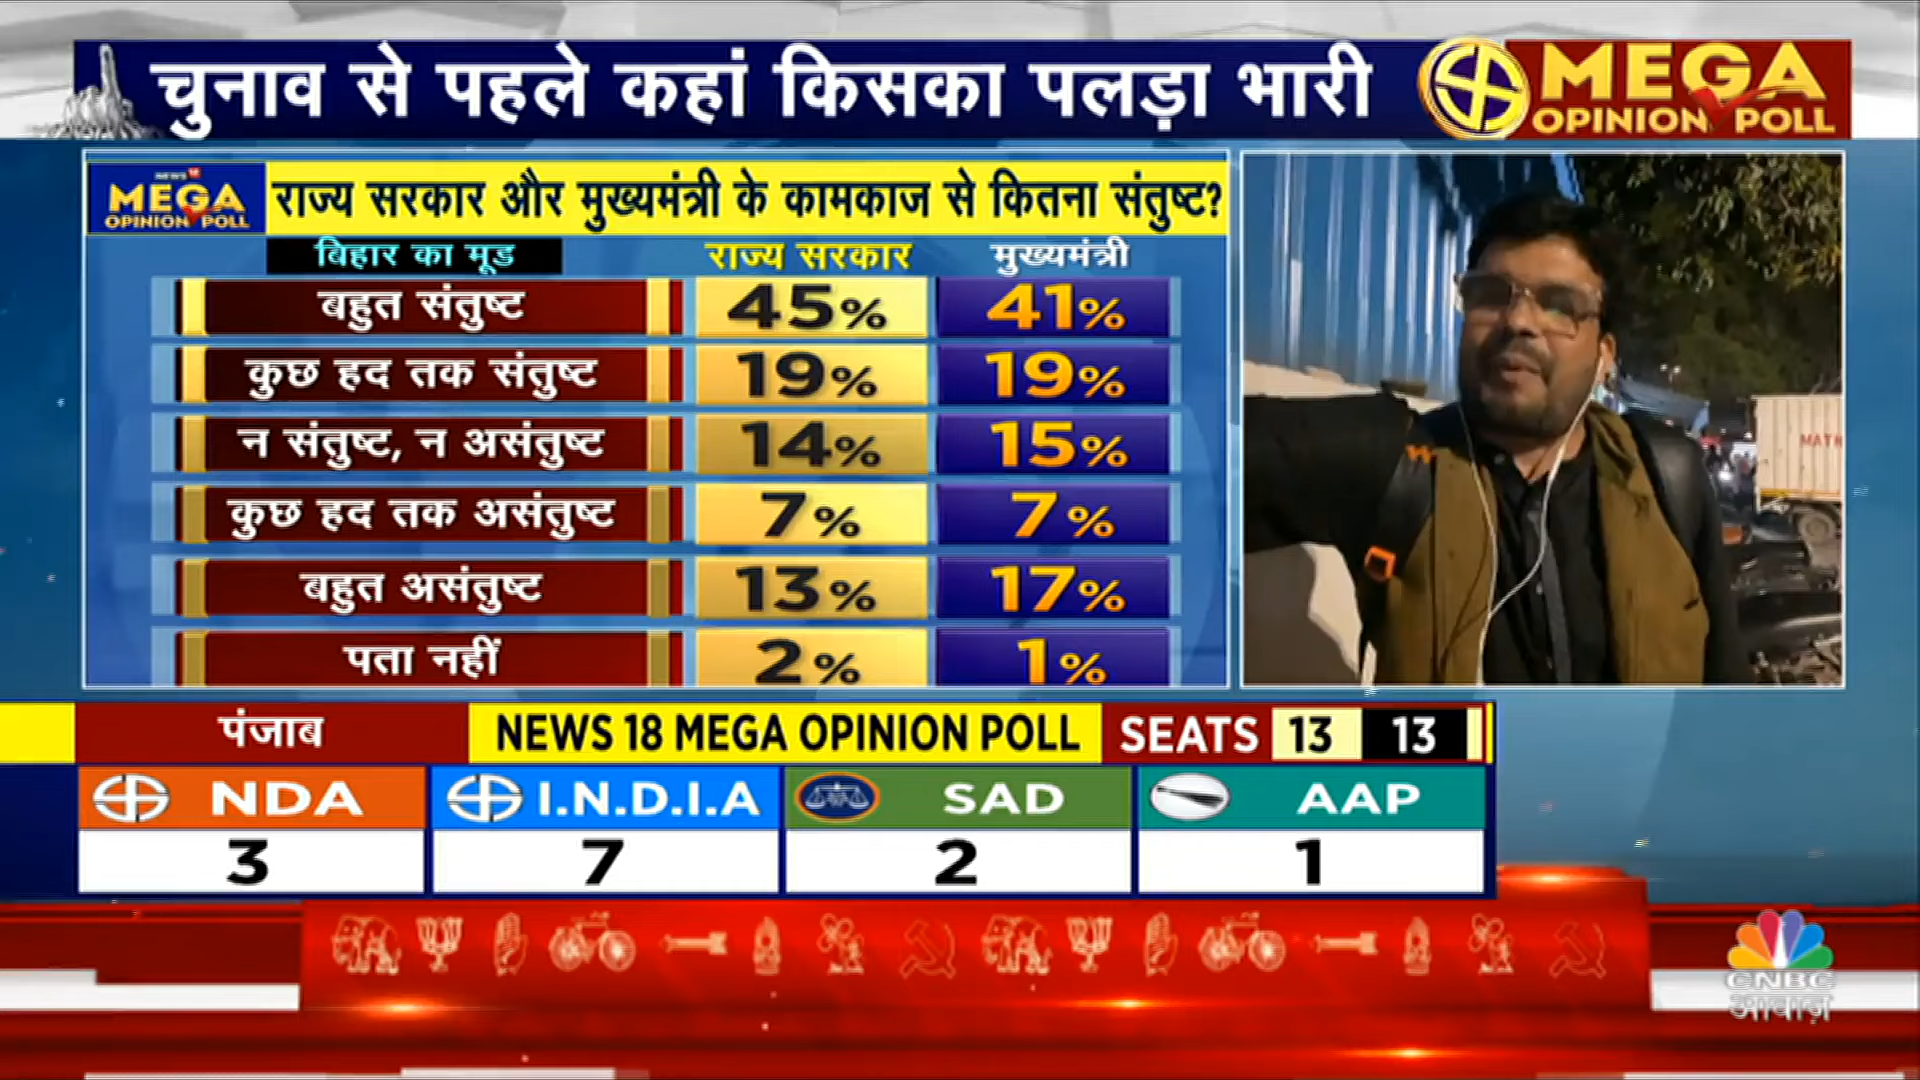 चुनाव से पहले कहां किसका पलड़ा भारी
MEGA
OPINION POLL
NEWS 18
MEGA
OPINION POLL
राज्य सरकार और मुख्यमंत्री के कामकाज से कितना संतुष्ट?
बिहार का मूड राज्य सरकार मुख्यमंत्री
बहुत संतुष्ट 45% 41%
कुछ हद तक संतुष्ट 19% 19%
न संतुष्ट, न असंतुष्ट 14% 15%
कुछ हद तक असंतुष्ट 7% 7%
बहुत असंतुष्ट 13% 17%
पता नहीं 2% 1%
पंजाब NEWS 18 MEGA OPINION POLL SEATS 13 13
NDA I.N.D.I.A SAD AAP
3 7 2 1
CNBC
आवाज़